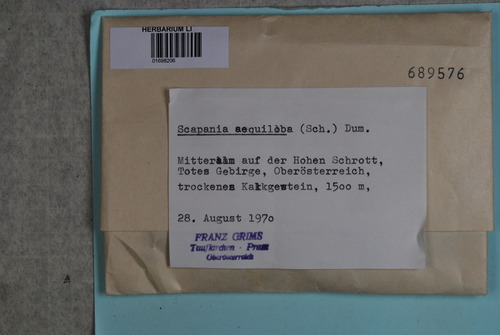 HERBARIUM LI
01698206
689576
Scapania aequiloba (Sch.) Dum.
Mitteralm auf der Hohen Schrott,
Totes Gebirge, Oberösterreich,
trockenes Kalkgestein, 1500 m,
28. August 1970
FRANZ GRIMS
Taufkirchen - Pram
Oberösterreich